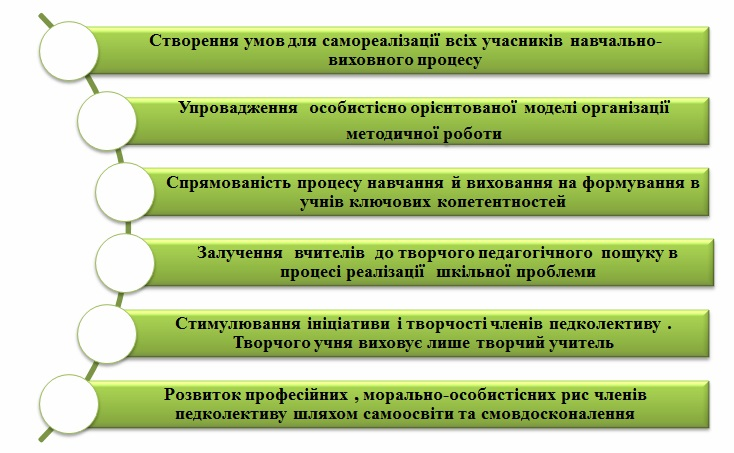 Створення умов для самореалізації всіх учасників навчально-
виховного процесу
Упровадження особистісно орієнтованої моделі організації
методичної роботи
Спрямованість процесу навчання й виховання на формування в
учнів ключових копетентностей
Залучення вчителів до творчого педагогічного пошуку в
процесі реалізації шкільної проблеми
Стимулювання ініціативи і творчості членів педколективу .
Творчого учня виховує лише творчий учитель
Розвиток професійних , морально-особистісних рис членів
педколективу шляхом самоосвіти та смовдосконалення